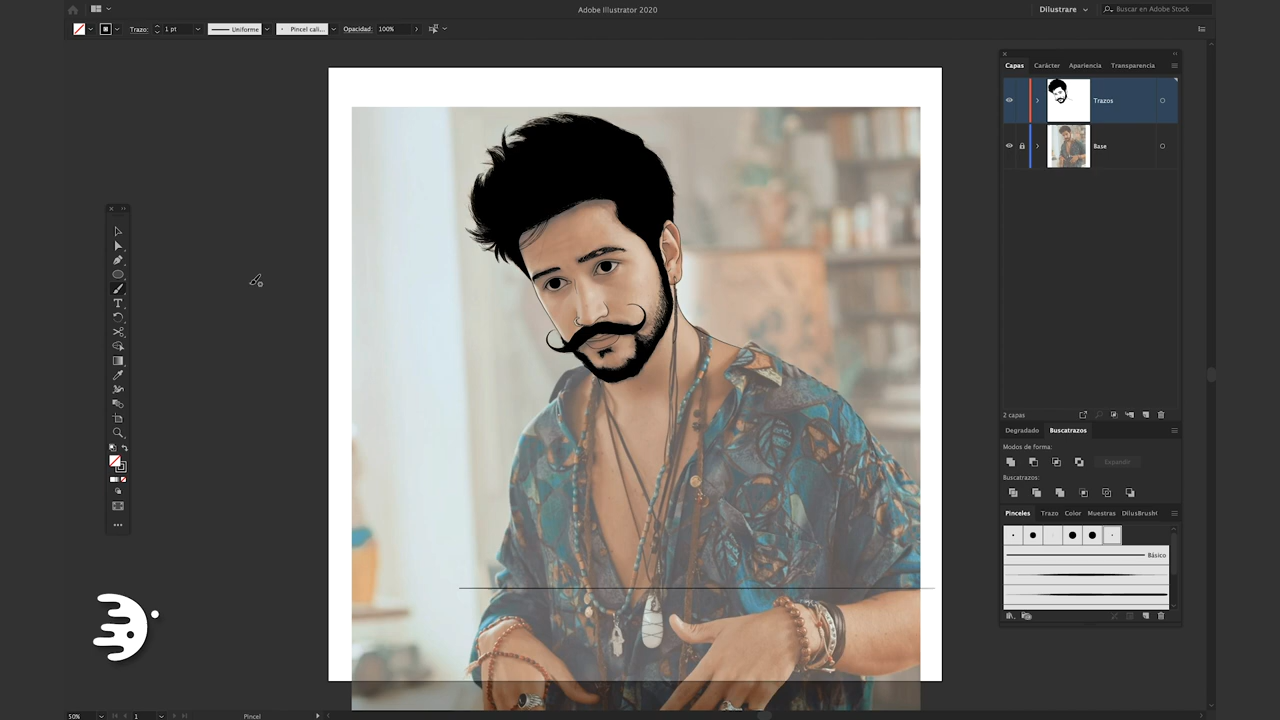 Adobe Illustrator 2020
Dilustrare
Buscar en Adobe Stock
Trazo: 1 pt
Uniforme
Pincel cali...
Opacidad: 100%
Capas Carácter Apariencia Transparencia
Trazos
Base
2 capas
Degradado Buscatrazos
Modos de forma:
Expandir
Buscatrazos:
Pinceles Trazo Color Muestras DilusBrusht
Básico
50% 1 Pincel